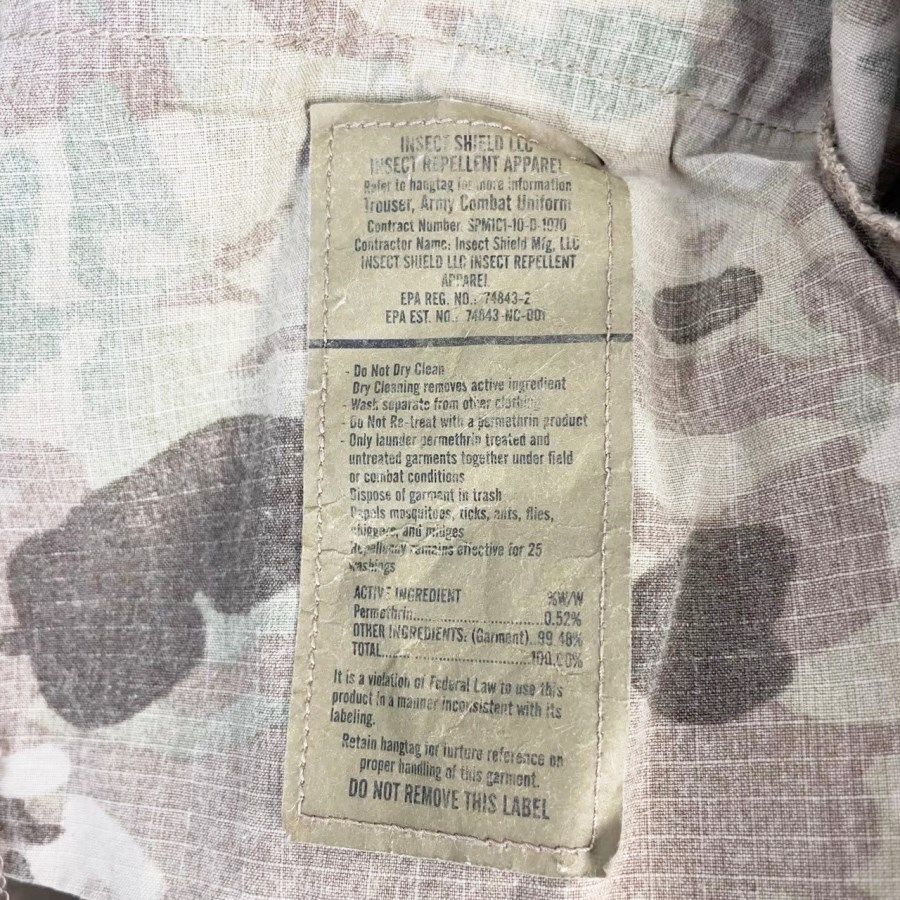 INSECT SHIELD LLC
INSECT REPELLENT APPAREL
Refer to hangtag for more information
Trouser, Army Combat Uniform
Contract Number: SPM1C1-10-D-1070
Contractor Name: Insect Shield Mfg, LLC
INSECT SHIELD LLC INSECT REPELLENT
APPAREL
EPA REG. NO.: 74843-2
EPA EST. NO.: 74843-NC-001
- Do Not Dry Clean
Dry Cleaning removes active ingredient
- Wash separate from other clothing
- Do Not Re-treat with a permethrin product
- Only launder permethrin treated and
untreated garments together under field
or combat conditions
- Dispose of garment in trash
Repels mosquitoes, ticks, ants, flies,
chiggers, and midges
Repellency remains effective for 25
washings
ACTIVE INGREDIENT %W/W
Permethrin.................0.52%
OTHER INGREDIENTS: (Garment). 99.48%
TOTAL..........................100.00%
It is a violation of Federal Law to use this
product in a manner inconsistent with its
labeling.
Retain hangtag for furture reference on
proper handling of this garment.
DO NOT REMOVE THIS LABEL